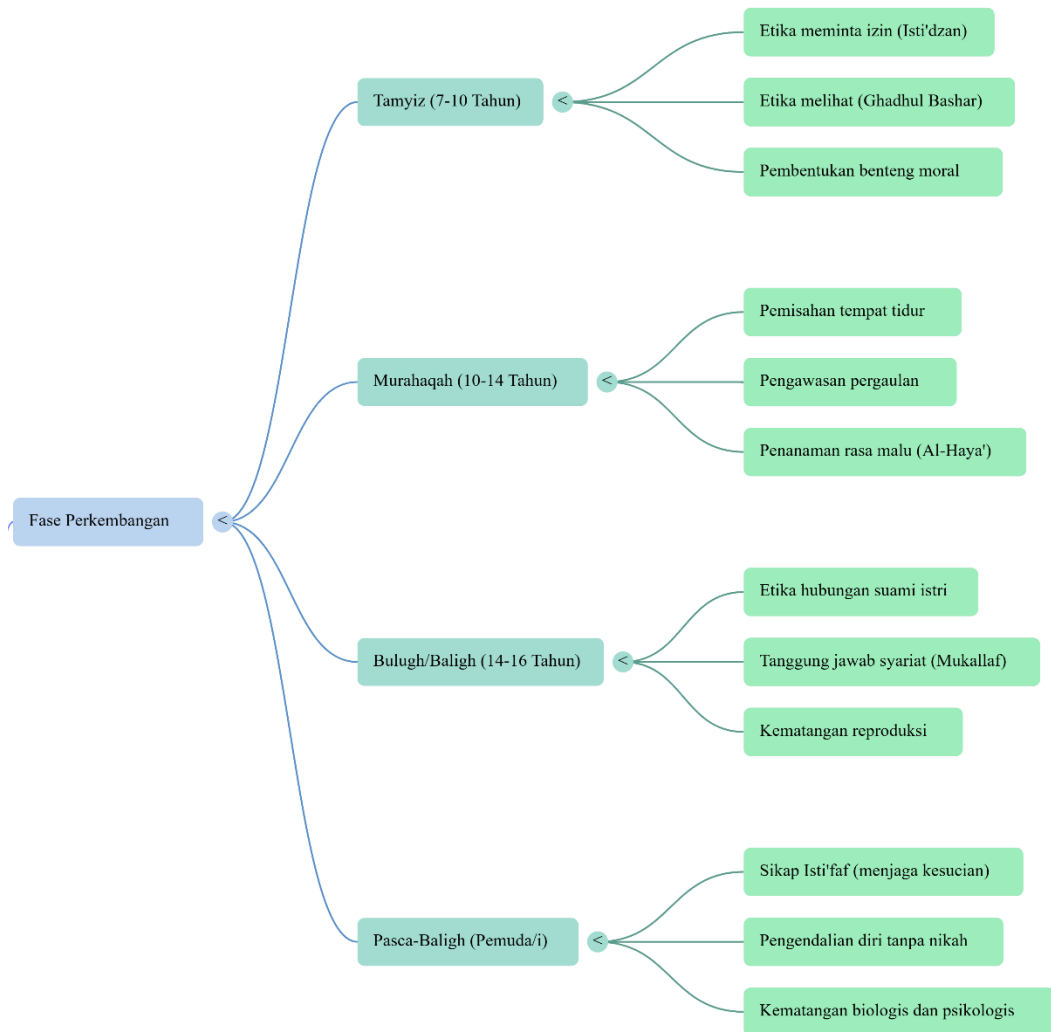 Fase Perkembangan
<
Tamyiz (7-10 Tahun)
<
Etika meminta izin (Isti'dzan)
Etika melihat (Ghadhul Bashar)
Pembentukan benteng moral
Murahaqah (10-14 Tahun)
<
Pemisahan tempat tidur
Pengawasan pergaulan
Penanaman rasa malu (Al-Haya')
Bulugh/Baligh (14-16 Tahun)
<
Etika hubungan suami istri
Tanggung jawab syariat (Mukallaf)
Kematangan reproduksi
Pasca-Baligh (Pemuda/i)
<
Sikap Isti'faf (menjaga kesucian)
Pengendalian diri tanpa nikah
Kematangan biologis dan psikologis